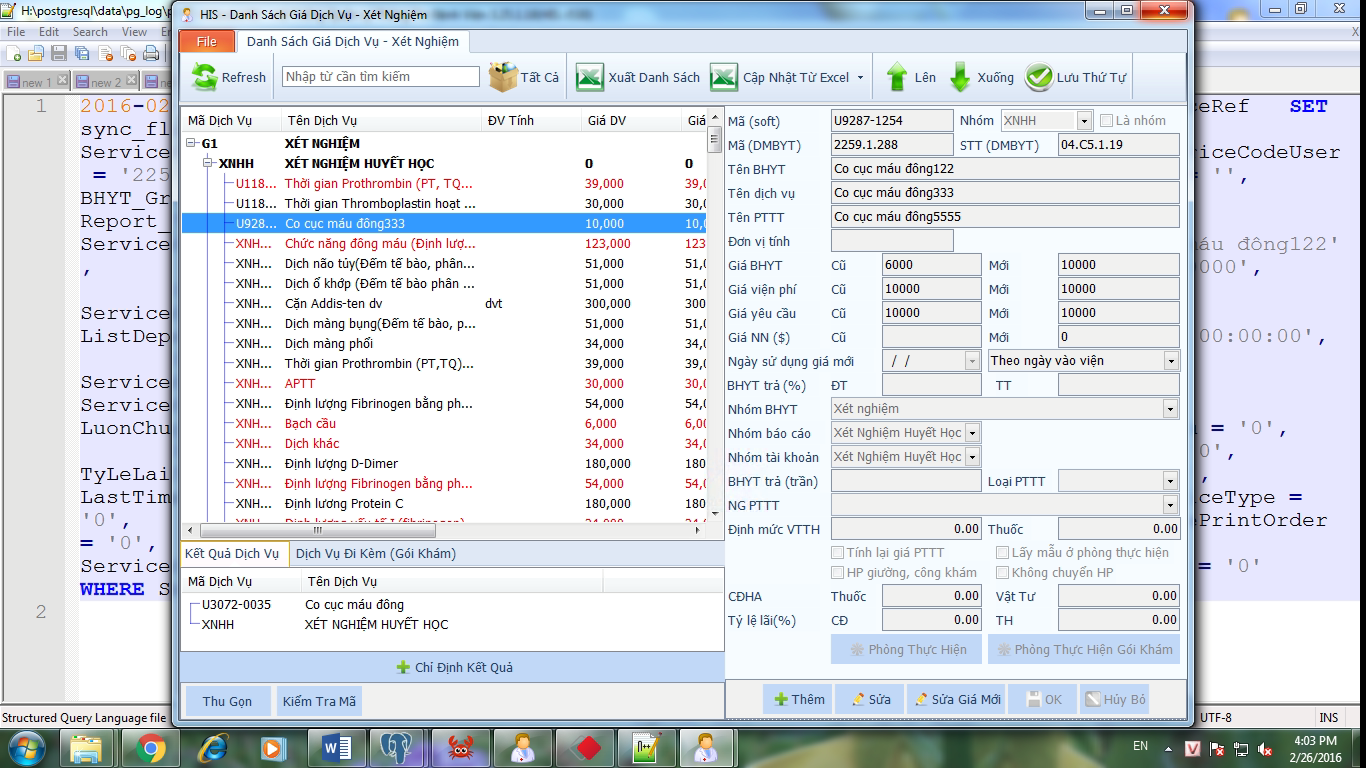 H:\postgresql\data\pg_log\p
HIS - Danh Sách Giá Dịch Vụ - Xét Nghiệm
File Edit Search View
new 1 new 2
File Danh Sách Giá Dịch Vụ - Xét Nghiệm
Refresh Nhập từ cần tìm kiếm Tất Cả Xuất Danh Sách Cập Nhật Từ Excel Lên Xuống Lưu Thứ Tự
1 2016-02
sync_fl
Service
= '225
BHYT_Gr
Report_
Service
,
Service
ListDep
Service
Service
LuonChu
TyLeLai
LastTim
'0',
= '0',
Service
WHERE S
2
Mã Dịch Vụ Tên Dịch Vụ ĐV Tính Giá DV Giá
G1 XÉT NGHIỆM
XNHH XÉT NGHIỆM HUYẾT HỌC 0 0
U118... Thời gian Prothrombin (PT, TQ... 39,000 39,0
U118... Thời gian Thromboplastin hoạt ... 30,000 30,0
U928... Co cục máu đông333 10,000 10,0
XNH... Chức năng đông máu (Định lượ... 123,000 123
XNH... Dịch não tủy(Đếm tế bào, phân... 51,000 51,0
XNH... Dịch ổ khớp (Đếm tế bào phân ... 51,000 51,0
XNH... Cặn Addis-ten dv dvt 300,000 300
XNH... Dịch màng bụng(Đếm tế bào, p... 51,000 51,0
XNH... Dịch màng phổi 34,000 34,0
XNH... Thời gian Prothrombin (PT,TQ)... 39,000 39,0
XNH... APTT 30,000 30,0
XNH... Định lượng Fibrinogen bằng ph... 54,000 54,0
XNH... Bạch cầu 6,000 6,00
XNH... Dịch khác 34,000 34,0
XNH... Định lượng D-Dimer 180,000 180
XNH... Định lượng Fibrinogen bằng ph... 54,000 54,0
XNH... Định lượng Protein C 180,000 180
Kết Quả Dịch Vụ Dịch Vụ Đi Kèm (Gói Khám)
Mã Dịch Vụ Tên Dịch Vụ
U3072-0035 Co cục máu đông
XNHH XÉT NGHIỆM HUYẾT HỌC
Chỉ Định Kết Quả
Thu Gọn Kiểm Tra Mã
Mã (soft) U9287-1254 Nhóm XNHH Là nhóm
Mã (DMBYT) 2259.1.288 STT (DMBYT) 04.C5.1.19
Tên BHYT Co cục máu đông122
Tên dịch vụ Co cục máu đông333
Tên PTTT Co cục máu đông5555
Đơn vị tính
Giá BHYT Cũ 6000 Mới 10000
Giá viện phí Cũ 10000 Mới 10000
Giá yêu cầu Cũ 10000 Mới 10000
Giá NN ($) Cũ Mới 0
Ngày sử dụng giá mới / / Theo ngày vào viện
BHYT trả (%) ĐT TT
Nhóm BHYT Xét nghiệm
Nhóm báo cáo Xét Nghiệm Huyết Học
Nhóm tài khoản Xét Nghiệm Huyết Học
BHYT trả (trần) Loại PTTT
NG PTTT
Định mức VTTH 0.00 Thuốc 0.00
Tính lại giá PTTT Lấy mẫu ở phòng thực hiện
HP giường, công khám Không chuyển HP
CĐHA Thuốc 0.00 Vật Tư 0.00
Tỷ lệ lãi(%) CĐ 0.00 TH 0.00
Phòng Thực Hiện Phòng Thực Hiện Gói Khám
Thêm Sửa Sửa Giá Mới OK Hủy Bỏ
ceRef SET
iceCodeUser
= '',
áu đông122'
0000',
00:00:00',
= '0',
0',
,
iceType =
ePrintOrder
= '0'
Structured Query Language file UTF-8 INS
EN 4:03 PM
2/26/2016